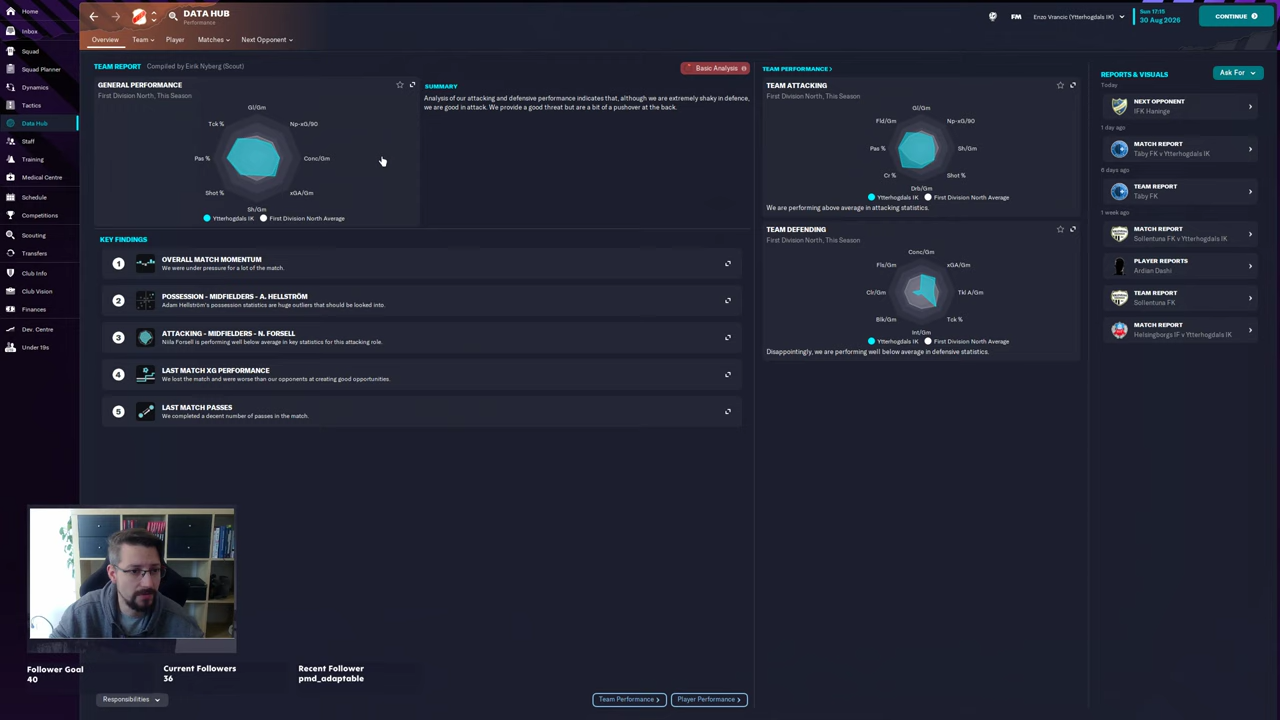 Home
Inbox
Squad
Squad Planner
Dynamics
Tactics
Data Hub
Staff
Training
Medical Centre
Schedule
Competitions
Scouting
Transfers
Club Info
Club Vision
Finances
Dev. Centre
Under 19s
DATA HUB
Performance
FM
Enzo Vrancio (Ytterhogdals IK)
Sun 17:15
30 Aug 2026
CONTINUE
Overview
Team
Player
Matches
Next Opponent
TEAM REPORT
Compiled by Eirik Nyberg (Scout)
Basic Analysis
GENERAL PERFORMANCE
First Division North, This Season
Gl/Gm
Tck %
Np-xG/90
Pas %
Conc/Gm
Shot %
xGA/Gm
Sh/Gm
Ytterhogdals IK
First Division North Average
SUMMARY
Analysis of our attacking and defensive performance indicates that, although we are extremely shaky in defence,
we are good in attack. We provide a good threat but are a bit of a pushover at the back.
KEY FINDINGS
1
OVERALL MATCH MOMENTUM
We were under pressure for a lot of the match.
2
POSSESSION - MIDFIELDERS - A. HELLSTRÖM
Adam Hellström's possession statistics are huge outliers that should be looked into.
3
ATTACKING - MIDFIELDERS - N. FORSELL
Nila Forsell is performing well below average in key statistics for this attacking role.
4
LAST MATCH XG PERFORMANCE
We lost the match and were worse than our opponents at creating good opportunities.
5
LAST MATCH PASSES
We completed a decent number of passes in the match.
TEAM PERFORMANCE
TEAM ATTACKING
First Division North, This Season
Gl/Gm
Fld/Gm
Np-xG/90
Pas %
Sh/Gm
Cr %
Shot %
Drb/Gm
Ytterhogdals IK
First Division North Average
We are performing above average in attacking statistics.
TEAM DEFENDING
First Division North, This Season
Conc/Gm
Fls/Gm
xGA/Gm
Clr/Gm
Tkl A/Gm
Blk/Gm
Tck %
Int/Gm
Ytterhogdals IK
First Division North Average
Disappointingly, we are performing well below average in defensive statistics.
REPORTS & VISUALS
Ask For
Today
NEXT OPPONENT
IFK Haninge
1 day ago
MATCH REPORT
Täby FK v Ytterhogdals IK
6 days ago
TEAM REPORT
Täby FK
1 week ago
MATCH REPORT
Sollentuna FK v Ytterhogdals IK
PLAYER REPORTS
Ardian Dashi
TEAM REPORT
Sollentuna FK
MATCH REPORT
Helsingborgs IF v Ytterhogdals IK
Follower Goal
40
Current Followers
36
Recent Follower
pmd_adaptable
Responsibilities
Team Performance
Player Performance